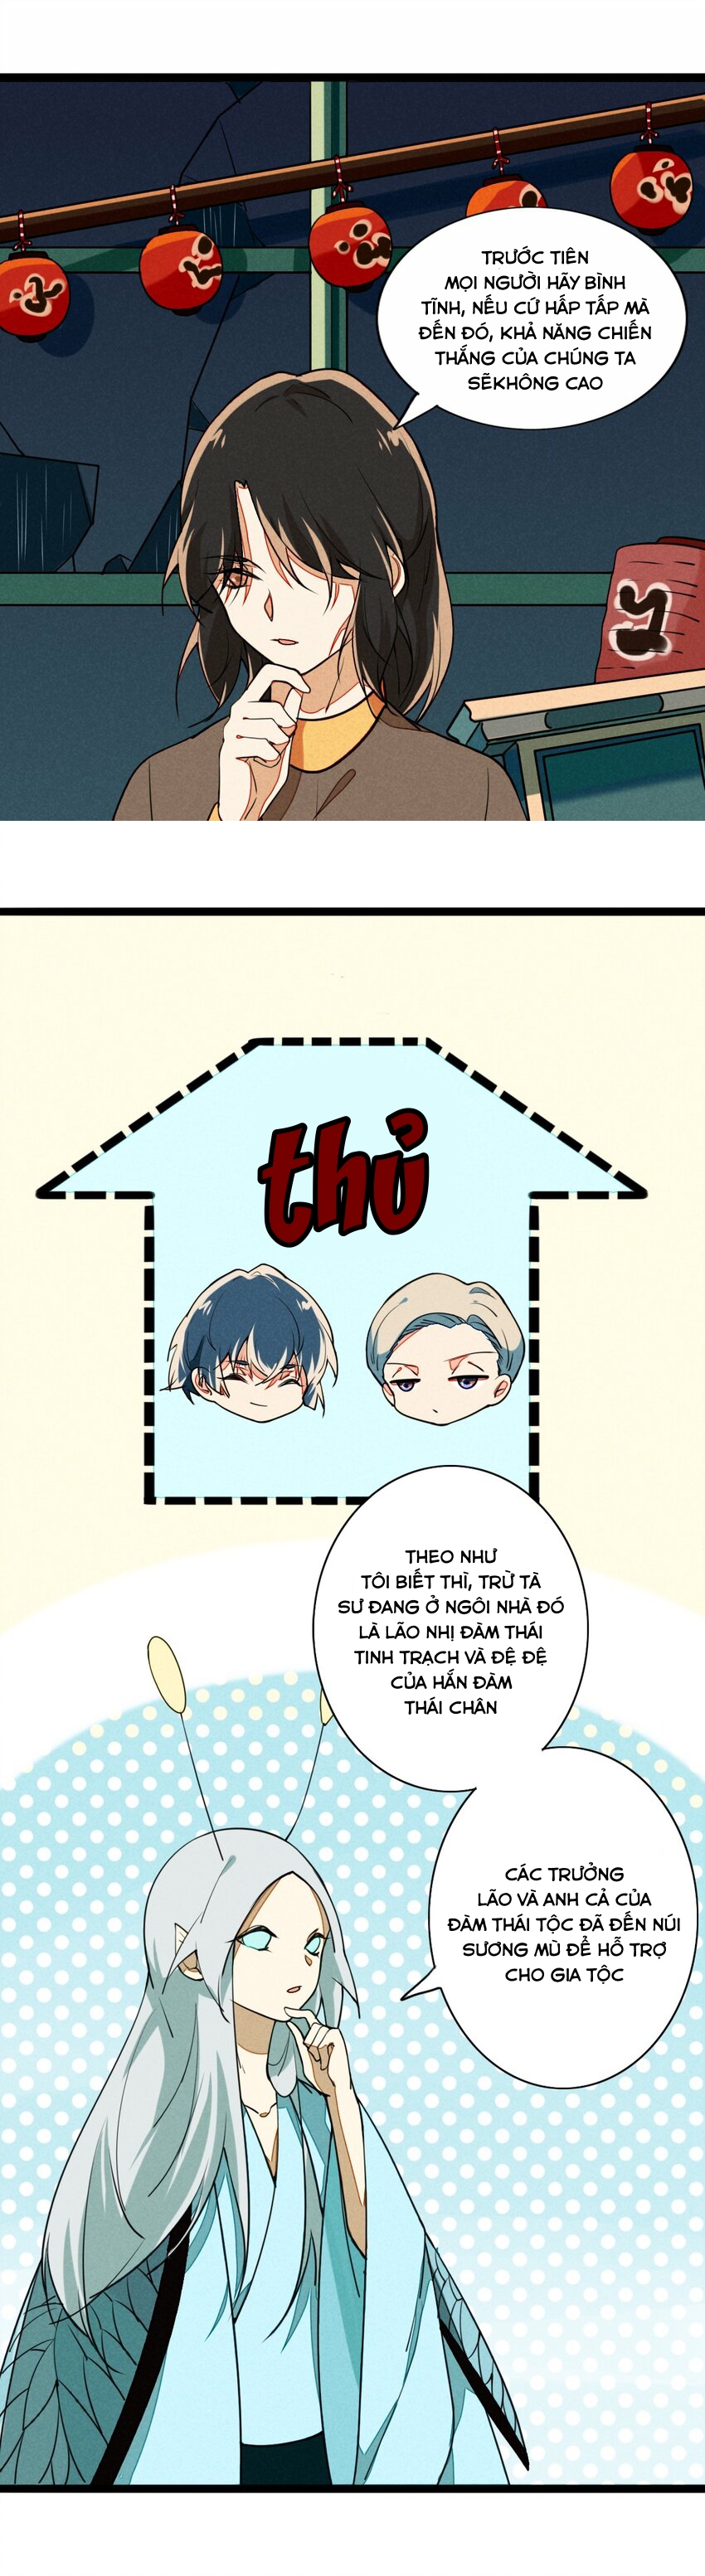 TRƯỚC TIÊN
MỌI NGƯỜI HÃY BÌNH
TĨNH, NẾU CỨ HẤP TẤP MÀ
ĐẾN ĐÓ, KHẢ NĂNG CHIẾN
THẮNG CỦA CHÚNG TA
SẼKHÔNG CAO
thủ
THEO NHƯ
TÔI BIẾT THÌ, TRỪ TÀ
SƯ ĐANG Ở NGÔI NHÀ ĐÓ
LÀ LÃO NHỊ ĐÀM THÁI
TINH TRẠCH VÀ ĐỆ ĐỆ
CỦA HẮN ĐÀM
THÁI CHÂN
CÁC TRƯỞNG
LÃO VÀ ANH CẢ CỦA
ĐÀM THÁI TỘC ĐÃ ĐẾN NÚI
SƯƠNG MÙ ĐỂ HỖ TRỢ
CHO GIA TỘC